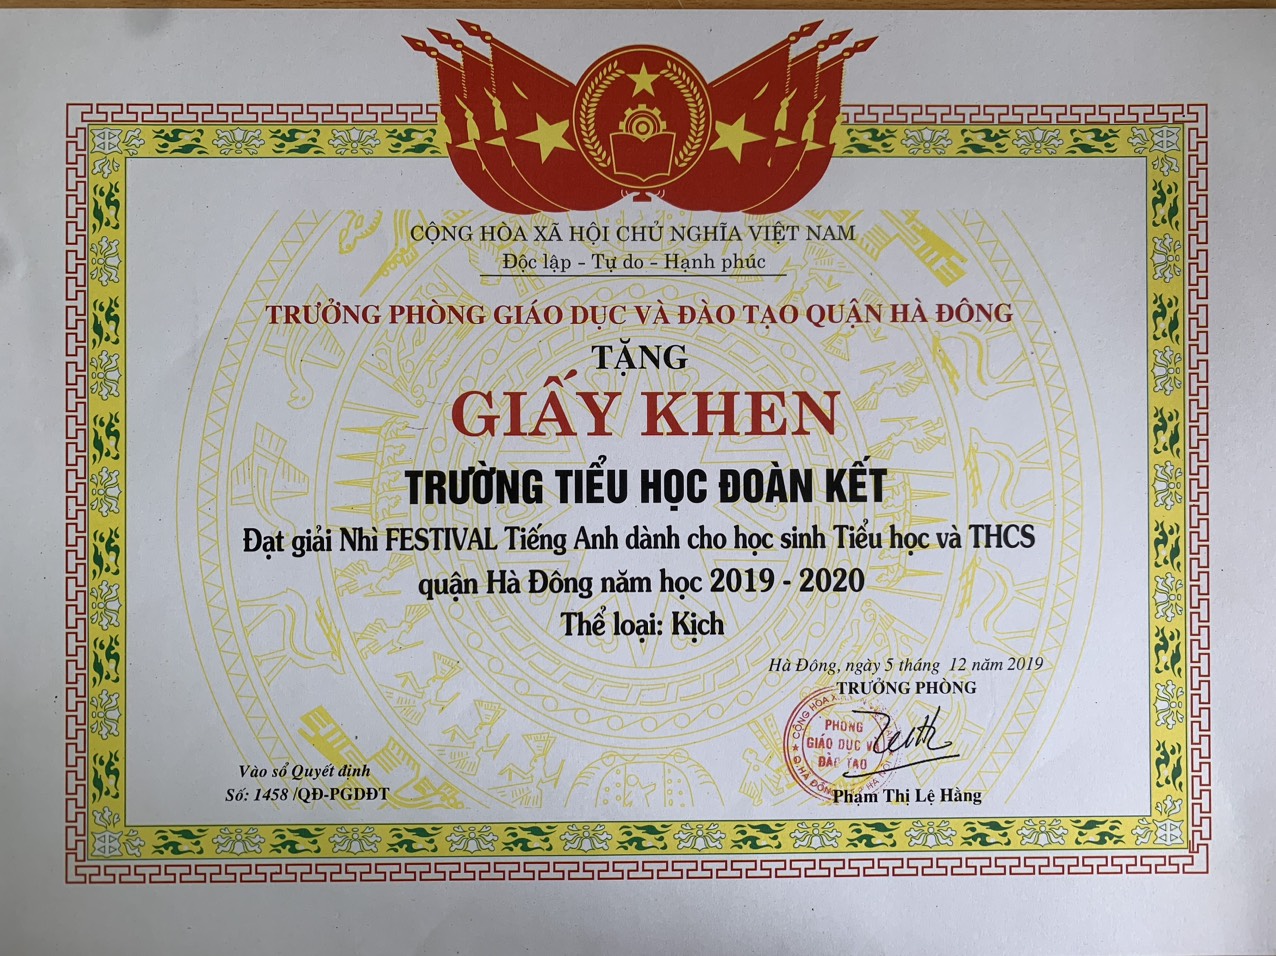 CỘNG HÒA XÃ HỘI CHỦ NGHĨA VIỆT NAM
Độc lập - Tự do - Hạnh phúc
TRƯỞNG PHÒNG GIÁO DỤC VÀ ĐÀO TẠO QUẬN HÀ ĐÔNG
TẶNG
GIẤY KHEN
TRƯỜNG TIỂU HỌC ĐOÀN KẾT
Đạt giải Nhì FESTIVAL Tiếng Anh dành cho học sinh Tiểu học và THCS
quận Hà Đông năm học 2019 - 2020
Thể loại: Kịch
Hà Đông, ngày 5 tháng 12 năm 2019
TRƯỞNG PHÒNG
PHÒNG
GIÁO DỤC VÀ
ĐÀO TẠO
Phạm Thị Lệ Hằng
Vào sổ Quyết định
Số: 1458 /QĐ-PGDĐT